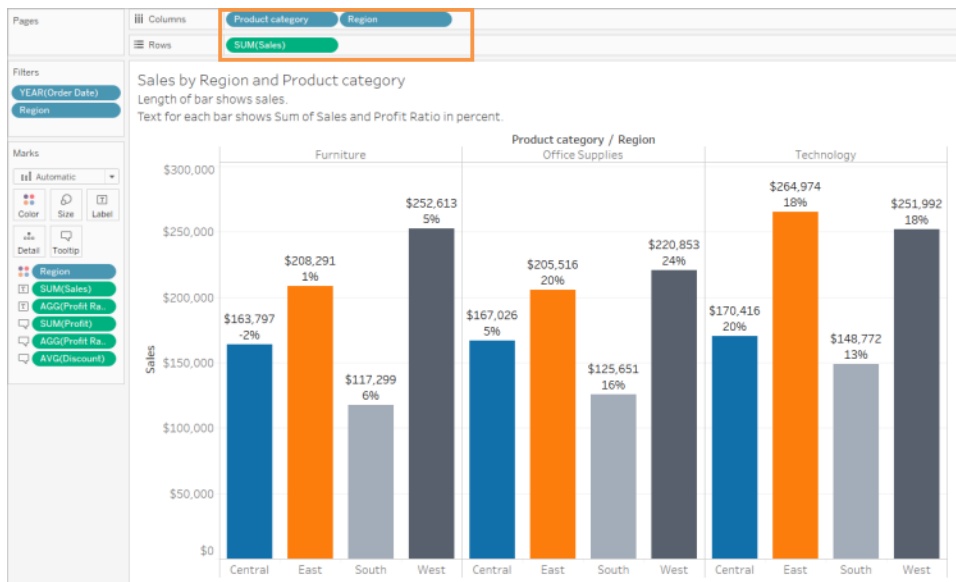 Pages
Columns Product category Region
Rows SUM(Sales)
Filters
YEAR(Order Date)
Region
Marks
Automatic
Color Size Label
Detail Tooltip
Region
SUM(Sales)
AGG(Profit Ra..
SUM(Profit)
AGG(Profit Ra..
AVG(Discount)
Sales by Region and Product category
Length of bar shows sales.
Text for each bar shows Sum of Sales and Profit Ratio in percent.
Product category / Region
Furniture Office Supplies Technology
Sales
$300,000
$250,000
$200,000
$150,000
$100,000
$50,000
$0
$163,797
-2%
$208,291
1%
$117,299
6%
$252,613
5%
$167,026
5%
$205,516
20%
$125,651
16%
$220,853
24%
$170,416
20%
$264,974
18%
$148,772
13%
$251,992
18%
Central East South West Central East South West Central East South West